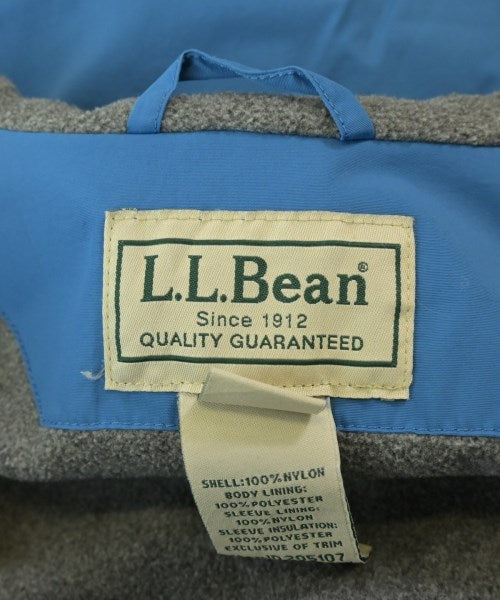 L.L.Bean®
Since 1912
QUALITY GUARANTEED
SHELL:100%NYLON
BODY LINING:
100%POLYESTER
SLEEVE LINING:
100%NYLON
SLEEVE INSULATION:
100%POLYESTER
EXCLUSIVE OF TRIM